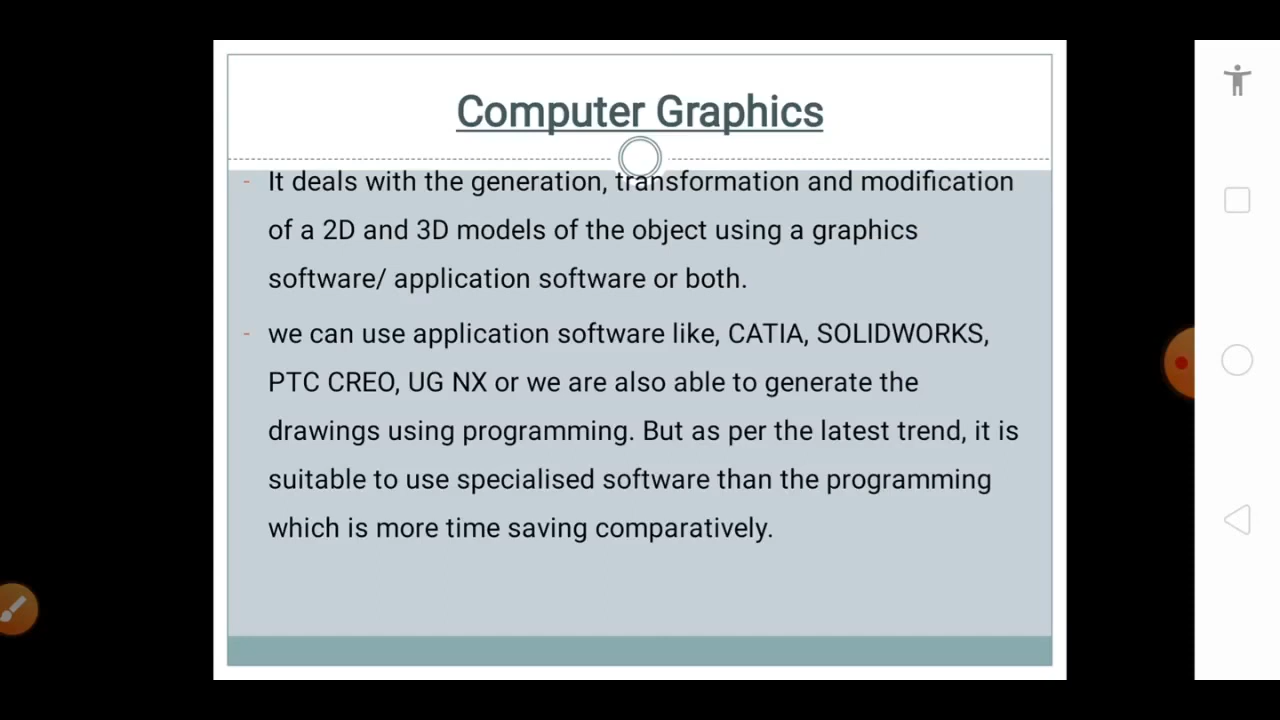 Computer Graphics
- It deals with the generation, transformation and modification
of a 2D and 3D models of the object using a graphics
software/ application software or both.
- we can use application software like, CATIA, SOLIDWORKS,
PTC CREO, UG NX or we are also able to generate the
drawings using programming. But as per the latest trend, it is
suitable to use specialised software than the programming
which is more time saving comparatively.